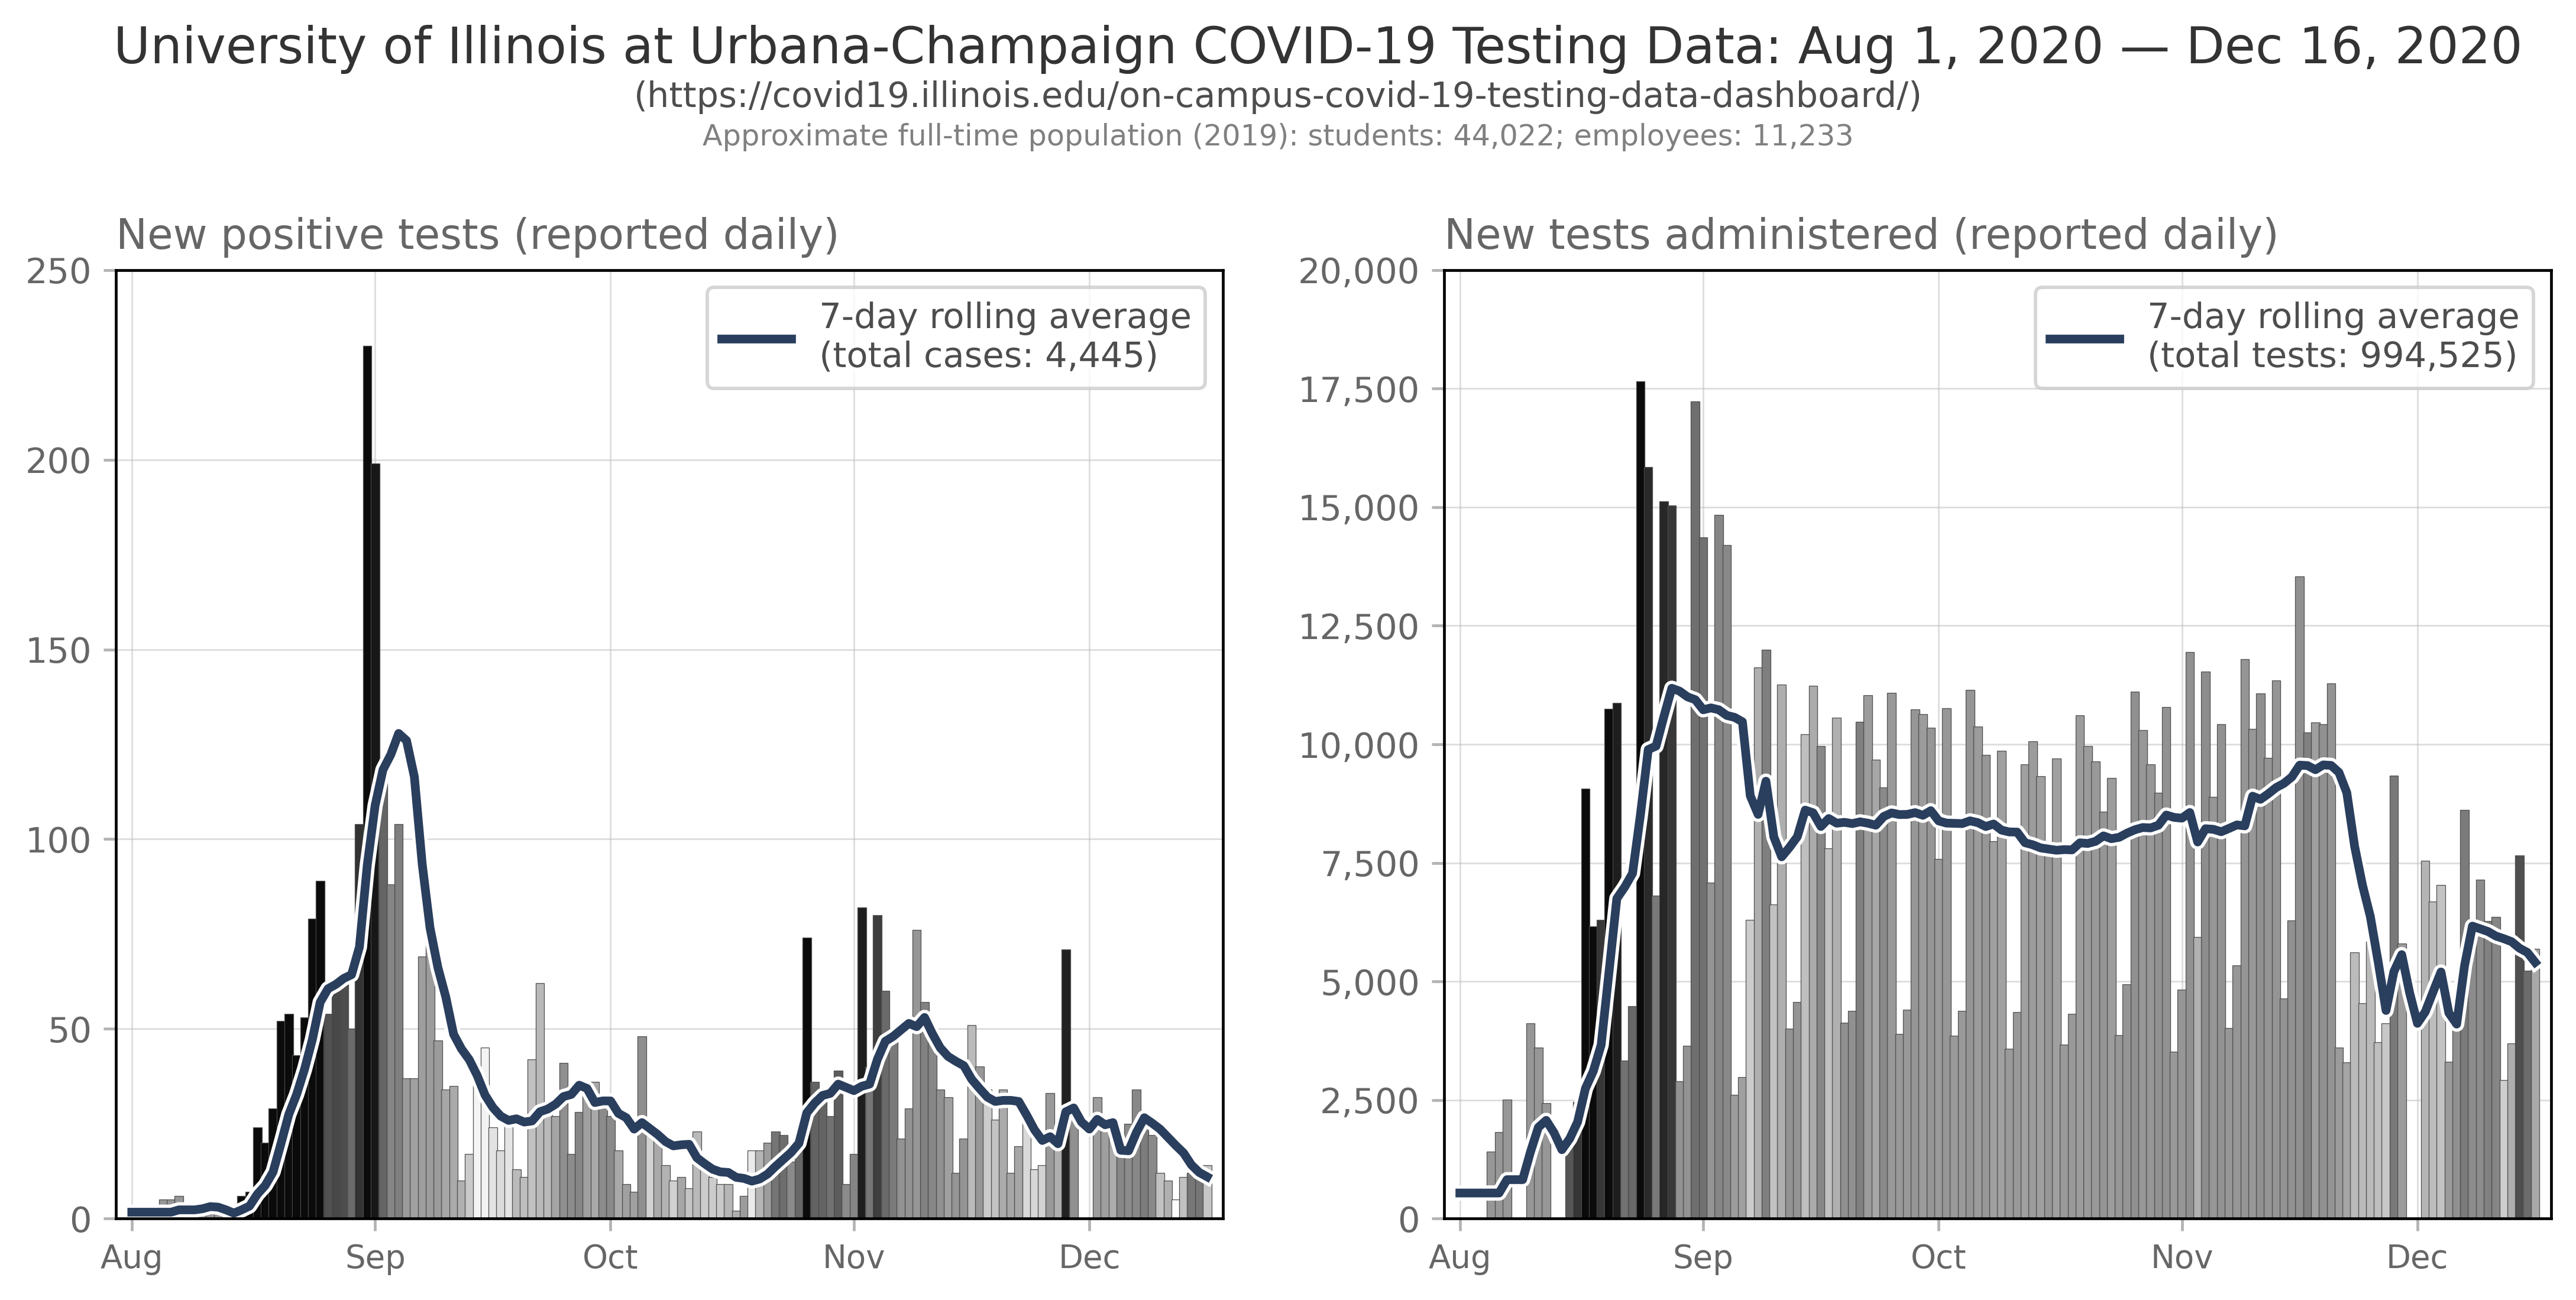 University of Illinois at Urbana-Champaign COVID-19 Testing Data: Aug 1, 2020 — Dec 16, 2020
(https://covid19.illinois.edu/on-campus-covid-19-testing-data-dashboard/)
Approximate full-time population (2019): students: 44,022; employees: 11,233
New positive tests (reported daily)
250
200
150
100
50
0
7-day rolling average
(total cases: 4,445)
Aug
Sep
Oct
Nov
Dec
New tests administered (reported daily)
20,000
17,500
15,000
12,500
10,000
7,500
5,000
2,500
0
7-day rolling average
(total tests: 994,525)
Aug
Sep
Oct
Nov
Dec